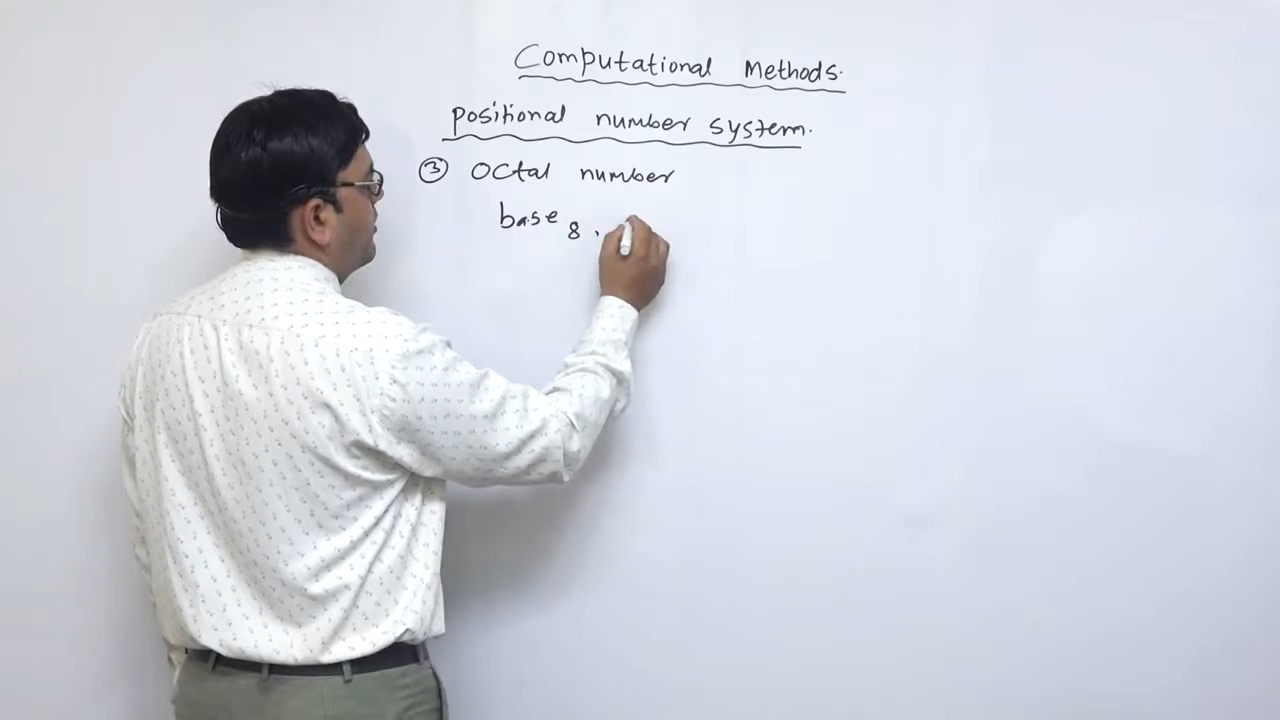 Computational Methods.
Positional number system.
③ Octal number
base 8 .